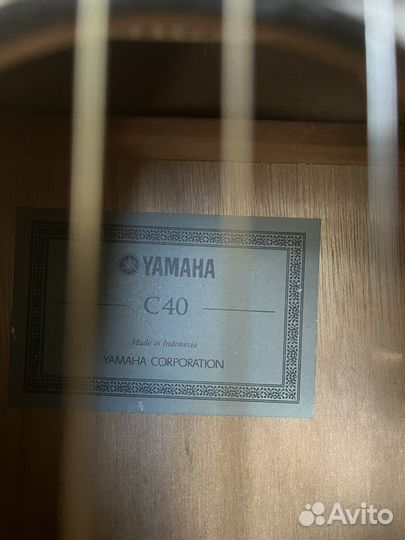 YAMAHA
C40
Made in Indonesia
YAMAHA CORPORATION
Avito